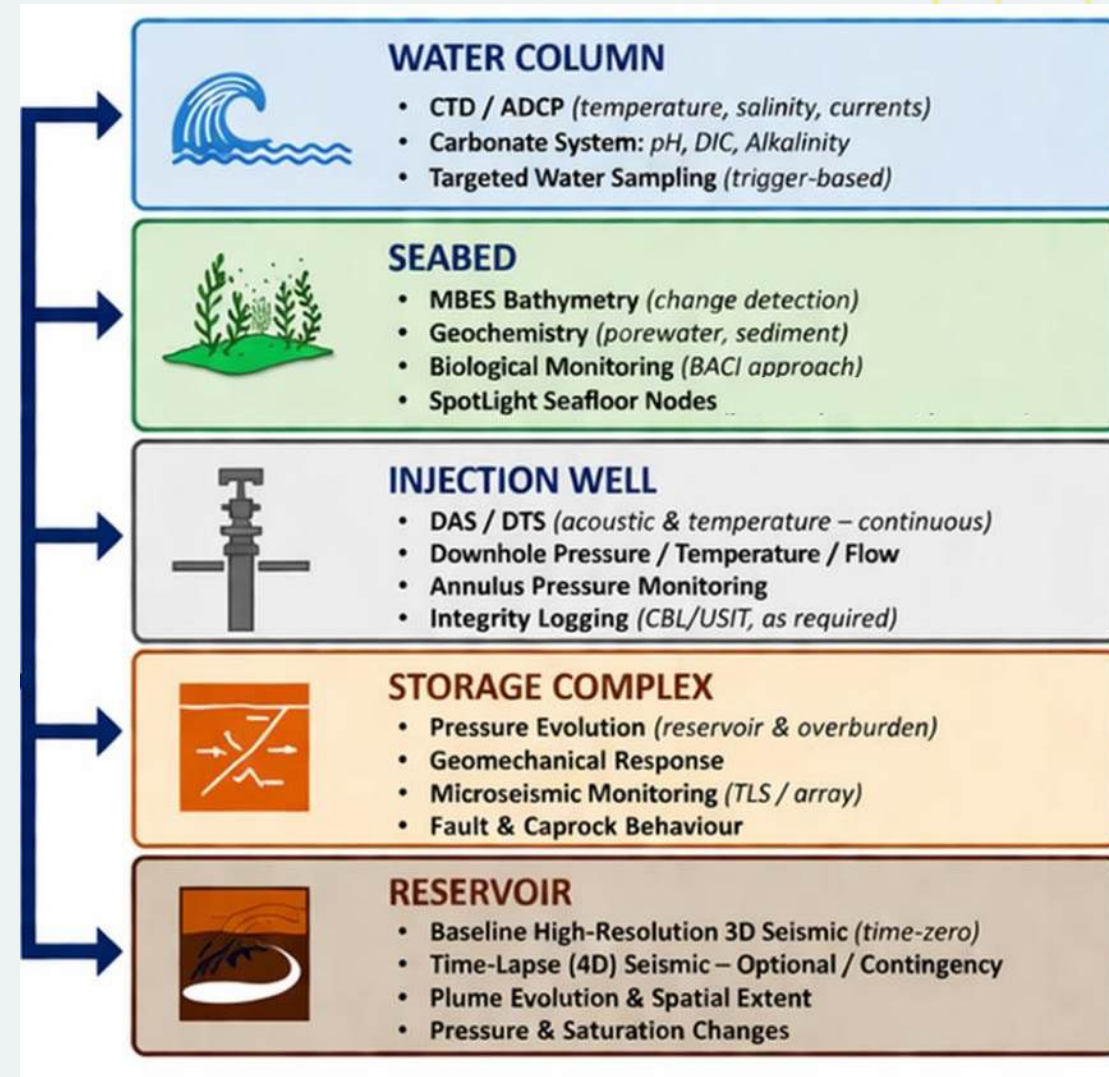 WATER COLUMN
• CTD / ADCP (temperature, salinity, currents)
• Carbonate System: pH, DIC, Alkalinity
• Targeted Water Sampling (trigger-based)
SEABED
• MBES Bathymetry (change detection)
• Geochemistry (porewater, sediment)
• Biological Monitoring (BACI approach)
• SpotLight Seafloor Nodes
INJECTION WELL
• DAS / DTS (acoustic & temperature – continuous)
• Downhole Pressure / Temperature / Flow
• Annulus Pressure Monitoring
• Integrity Logging (CBL/USIT, as required)
STORAGE COMPLEX
• Pressure Evolution (reservoir & overburden)
• Geomechanical Response
• Microseismic Monitoring (TLS / array)
• Fault & Caprock Behaviour
RESERVOIR
• Baseline High-Resolution 3D Seismic (time-zero)
• Time-Lapse (4D) Seismic – Optional / Contingency
• Plume Evolution & Spatial Extent
• Pressure & Saturation Changes